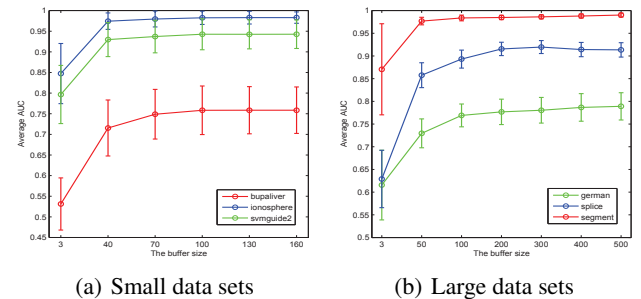 1
0.95
0.9
0.85
0.8
0.75
0.7
0.65
0.6
0.55
0.5
0.45
Average AUC
3 40 70 100 130 160
The buffer size
bupaliver
ionosphere
svmguide2
(a) Small data sets
1
0.95
0.9
0.85
0.8
0.75
0.7
0.65
0.6
0.55
0.5
Average AUC
3 50 100 200 300 400 500
The buffer size
german
splice
segment
(b) Large data sets